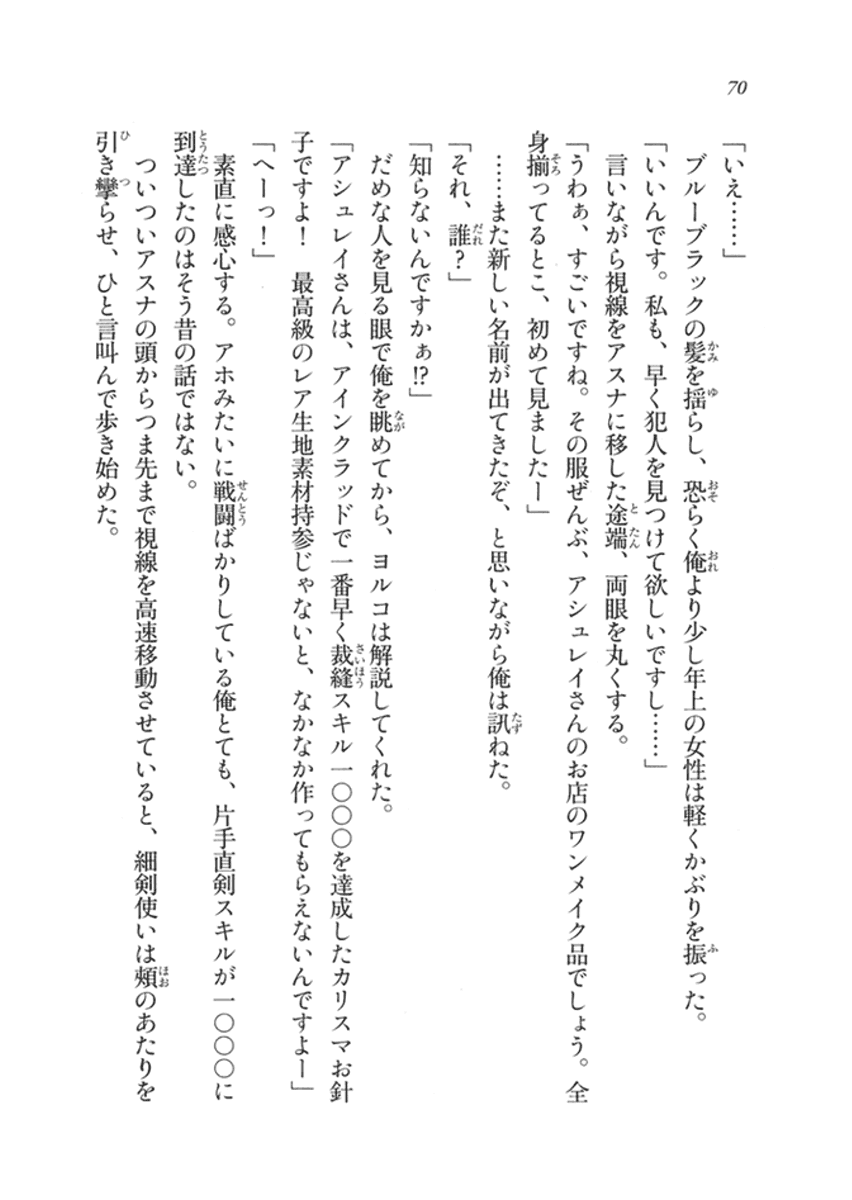 70
「いえ……」
ブルーブラックの髪を揺らし、恐らく俺より少し年上の女性は軽くかぶりを振った。
「いいんです。私も、早く犯人を見つけて欲しいですし……」
言いながら視線をアスナに移した途端、両眼を丸くする。
「うわぁ、すごいですね。その服ぜんぶ、アシュレイさんのお店のワンメイク品でしょう。全
身揃ってるとこ、初めて見ましたー」
……また新しい名前が出てきたぞ、と思いながら俺は訊ねた。
「それ、誰?」
「知らないんですかぁ!?」
だめな人を見る眼で俺を眺めてから、ヨルコは解説してくれた。
「アシュレイさんは、アインクラッドで一番早く裁縫スキル一〇〇〇を達成したカリスマお針
子ですよ! 最高級のレア生地素材持参じゃないと、なかなか作ってもらえないんですよー」
「へーっ!」
素直に感心する。アホみたいに戦闘ばかりしている俺とても、片手直剣スキルが一〇〇〇に
到達したのはそう昔の話ではない。
ついついアスナの頭からつま先まで視線を高速移動させていると、細剣使いは頰のあたりを
引き攣らせ、ひと言叫んで歩き始めた。